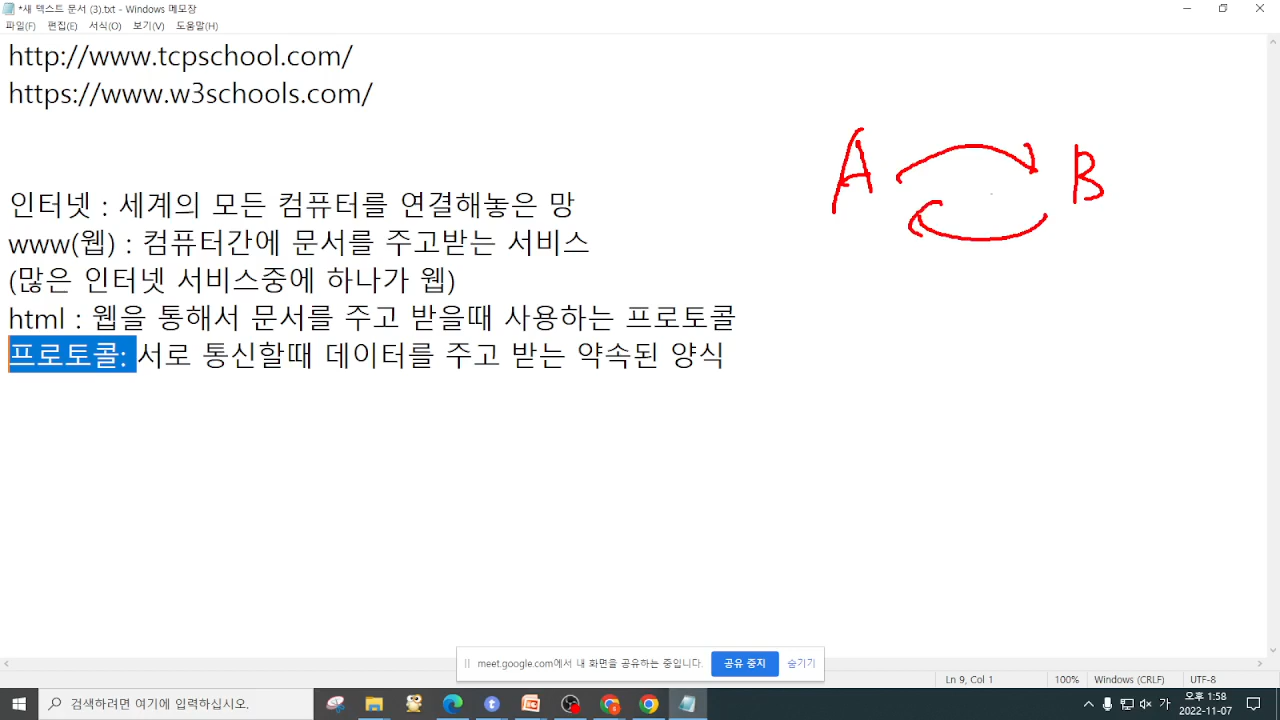 *새 텍스트 문서 (3).txt - Windows 메모장
파일(F) 편집(E) 서식(O) 보기(V) 도움말(H)
http://www.tcpschool.com/
https://www.w3schools.com/
A B
인터넷 : 세계의 모든 컴퓨터를 연결해놓은 망
www(웹) : 컴퓨터간에 문서를 주고받는 서비스
(많은 인터넷 서비스중에 하나가 웹)
html : 웹을 통해서 문서를 주고 받을때 사용하는 프로토콜
프로토콜: 서로 통신할때 데이터를 주고 받는 약속된 양식
meet.google.com에서 내 화면을 공유하는 중입니다. 공유 중지 숨기기
Ln 9, Col 1 100% Windows (CRLF) UTF-8
검색하려면 여기에 입력하십시오.
가 오후 1:58
2022-11-07